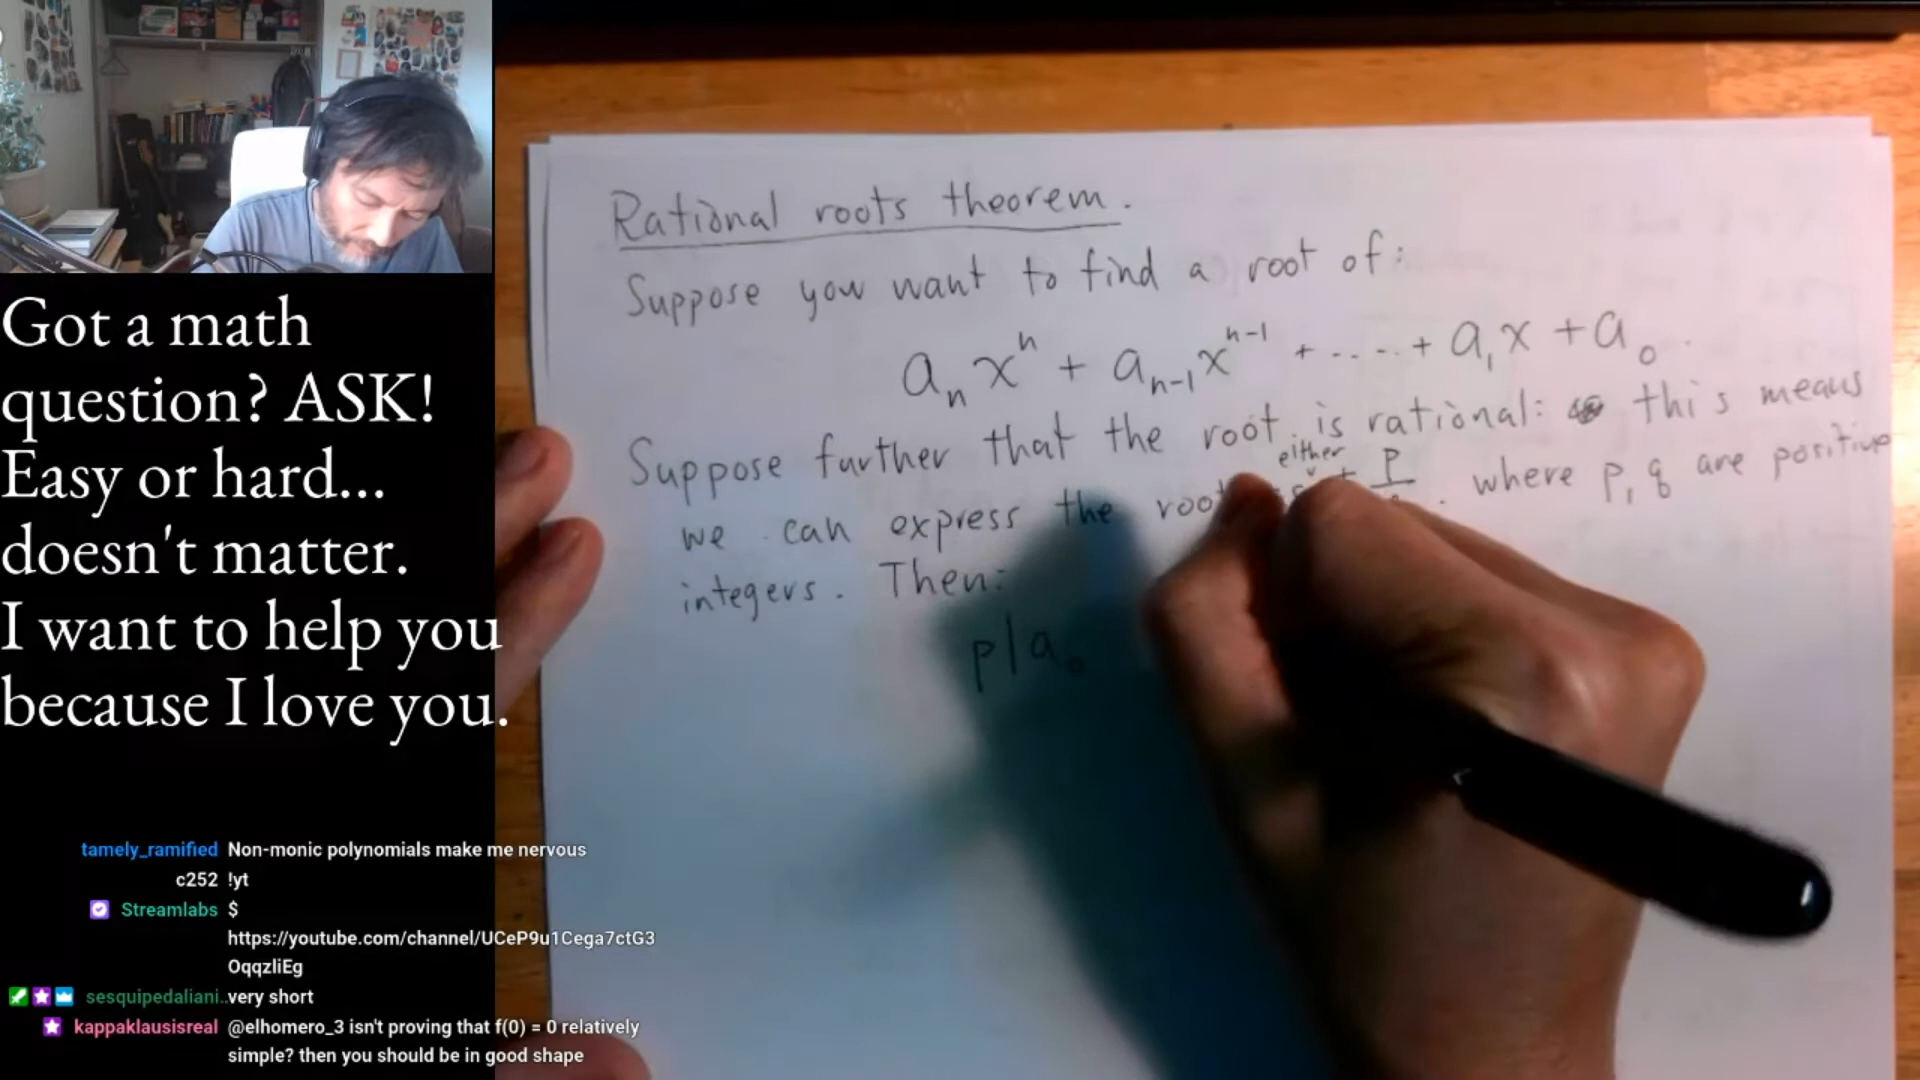 Got a math
question? ASK!
Easy or hard...
doesn't matter.
I want to help you
because I love you.
tamely_ramified Non-monic polynomials make me nervous
c252 !yt
Streamlabs $
https://youtube.com/channel/UCeP9u1Cega7ctG3
OqqzliEg
sesquipedaliani.. very short
kappaklausisreal @elhomero_3 isn't proving that f(0) = 0 relatively
simple? then you should be in good shape
Rational roots theorem.
Suppose you want to find a root of:
aₙxⁿ + aₙ₋₁xⁿ⁻¹ + ..... + a₁x + a₀.
Suppose further that the root is rational: this means
either
we can express the root ± p where p, q are positive
integers. Then:
p|a₀